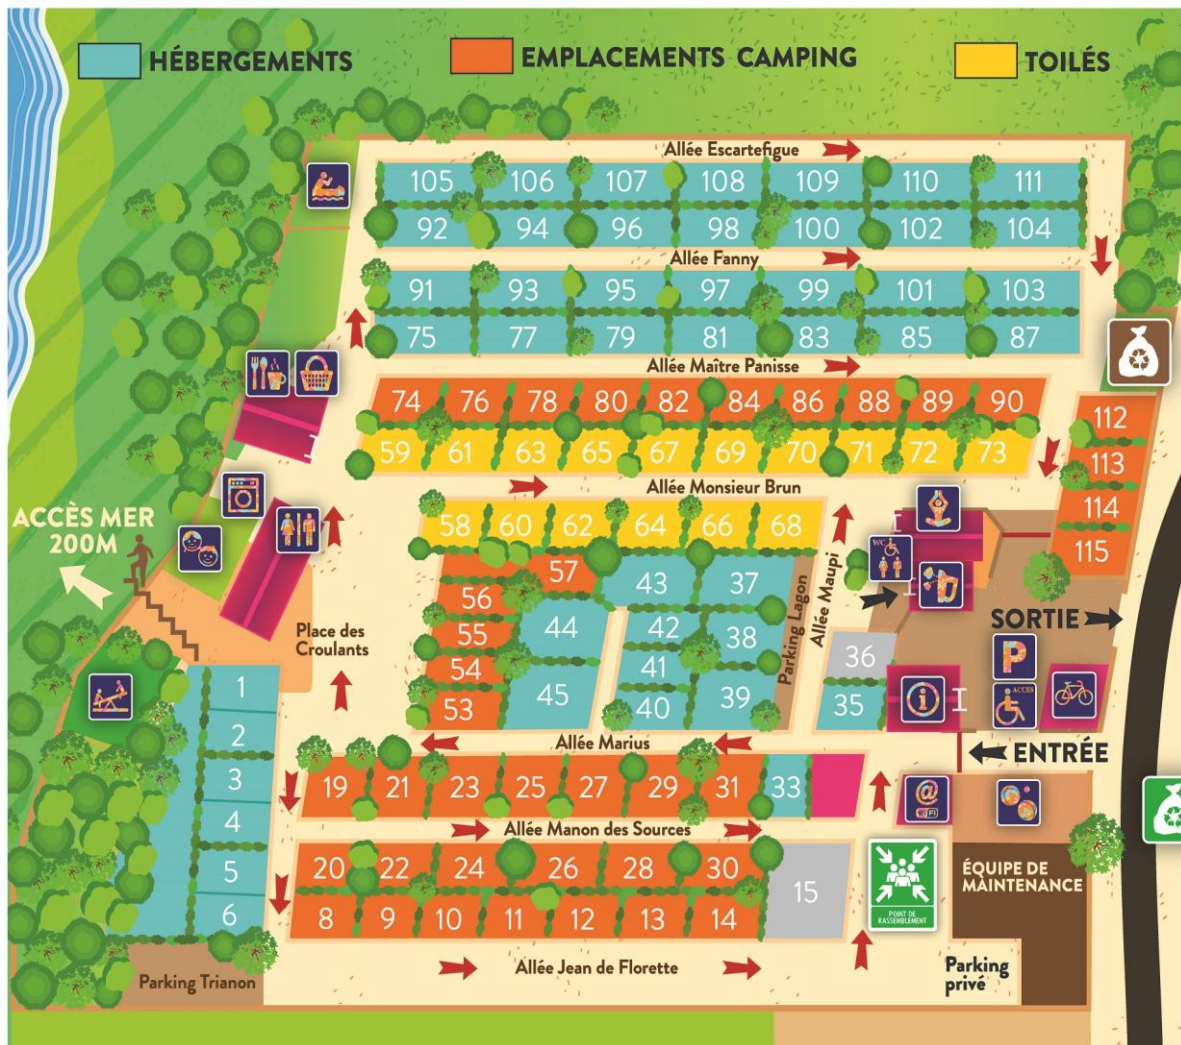 HÉBERGEMENTS
EMPLACEMENTS CAMPING
TOILÉS
Allée Escartefigue
105 106 107 108 109 110 111
92 94 96 98 100 102 104
Allée Fanny
91 93 95 97 99 101 103
75 77 79 81 83 85 87
Allée Maître Panisse
74 76 78 80 82 84 86 88 89 90
59 61 63 65 67 69 70 71 72 73
112
113
114
115
Allée Monsieur Brun
58 60 62 64 66 68
57
56
55
54
53
43
37
44
42
38
41
45
40
39
Parking Lagon
Allée Maupi
ACCÈS MER
200M
Place des
Croulants
WC
36
35
SORTIE
P
ACCES
i
ENTRÉE
1
2
3
4
5
6
Allée Marius
19 21 23 25 27 29 31 33
Allée Manon des Sources
20 22 24 26 28 30
15
8 9 10 11 12 13 14
@
WiFi
POINT DE
RASSEMBLEMENT
ÉQUIPE DE
MAINTENANCE
Allée Jean de Florette
Parking
privé
Parking Trianon